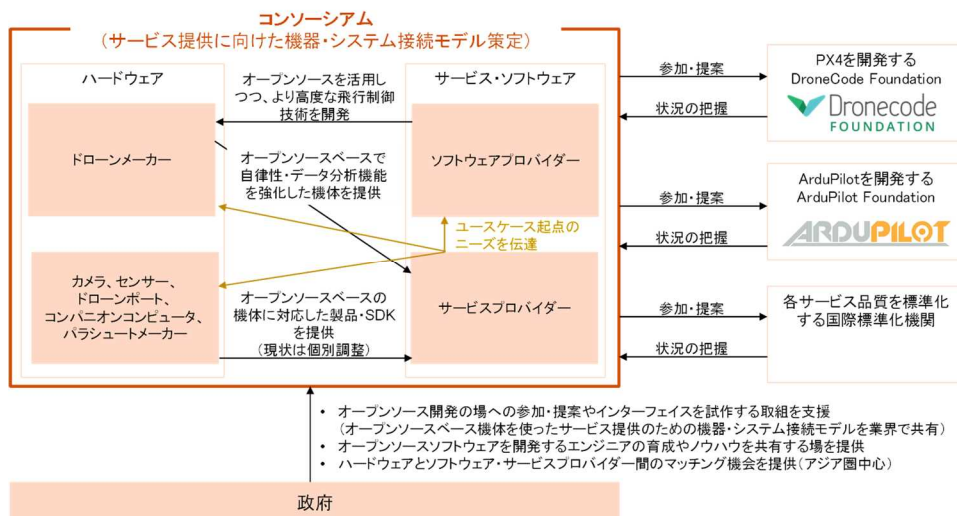 コンソーシアム
(サービス提供に向けた機器・システム接続モデル策定)
ハードウェア
ドローンメーカー
カメラ、センサー、
ドローンポート、
コンパニオンコンピュータ、
パラシュートメーカー
オープンソースを活用し
つつ、より高度な飛行制御
技術を開発
オープンソースベースで
自律性・データ分析機能
を強化した機体を提供
ユースケース起点の
ニーズを伝達
オープンソースベースの
機体に対応した製品・SDK
を提供
(現状は個別調整)
サービス・ソフトウェア
ソフトウェアプロバイダー
サービスプロバイダー
参加・提案
状況の把握
PX4を開発する
DroneCode Foundation
Dronecode
FOUNDATION
参加・提案
状況の把握
ArduPilotを開発する
ArduPilot Foundation
ARDUPILOT
参加・提案
状況の把握
各サービス品質を標準化
する国際標準化機関
• オープンソース開発の場への参加・提案やインターフェイスを試作する取組を支援
(オープンソースベース機体を使ったサービス提供のための機器・システム接続モデルを業界で共有)
• オープンソースソフトウェアを開発するエンジニアの育成やノウハウを共有する場を提供
• ハードウェアとソフトウェア・サービスプロバイダー間のマッチング機会を提供(アジア圏中心)
政府